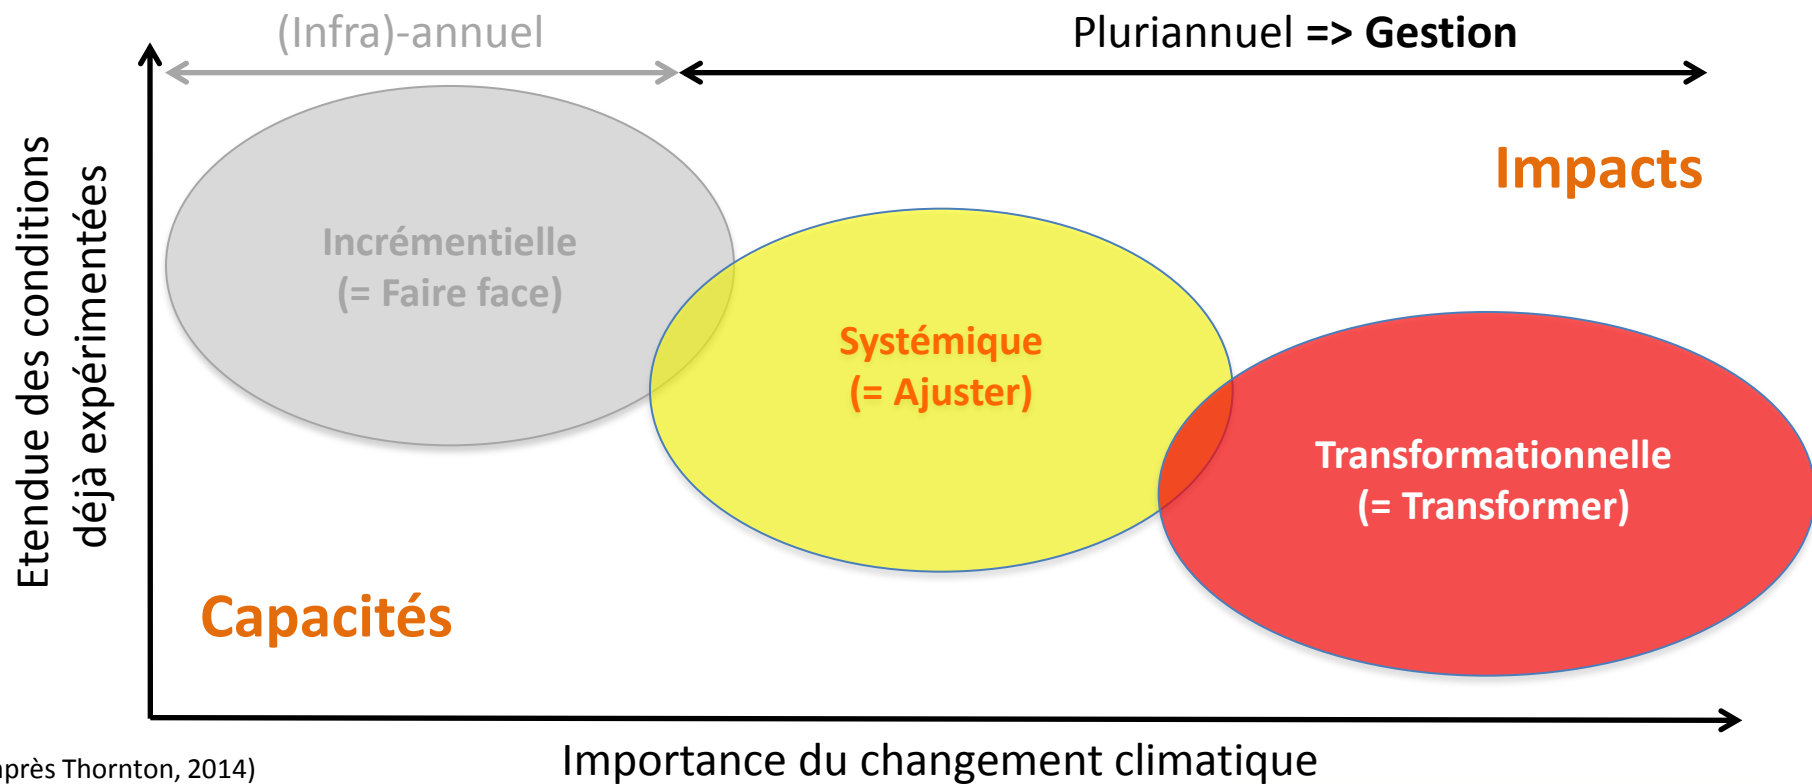 (Infra)-annuel
Pluriannuel => Gestion
Impacts
Etendue des conditions
déjà expérimentées
Incrémentielle
(= Faire face)
Systémique
(= Ajuster)
Transformationnelle
(= Transformer)
Capacités
Importance du changement climatique
près Thornton, 2014)